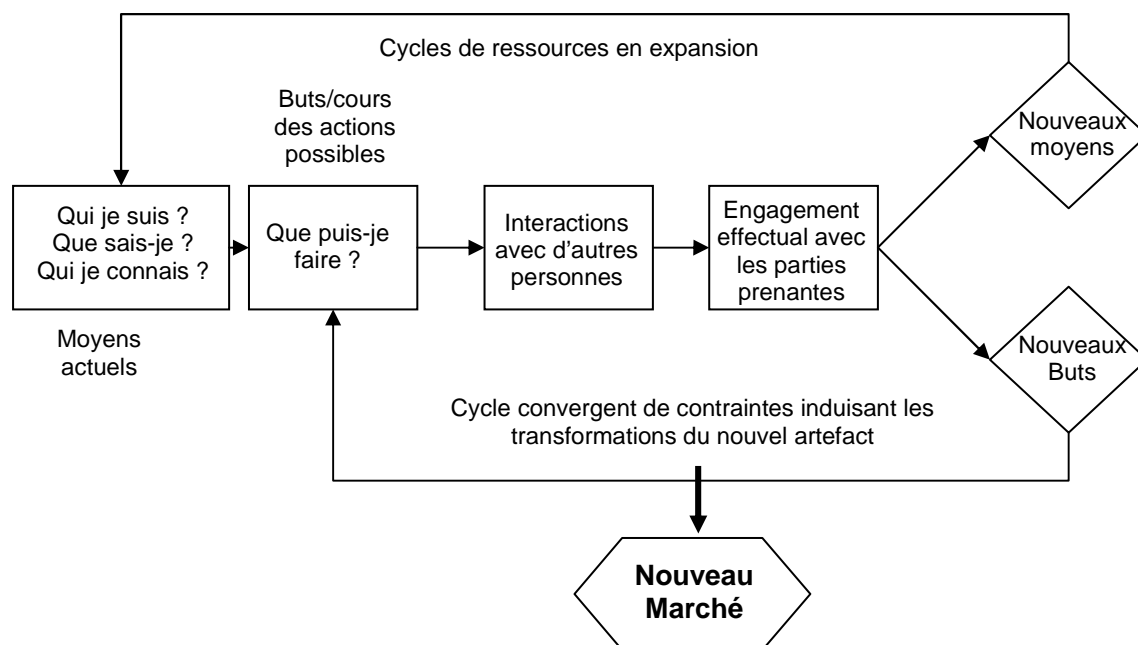 Cycles de ressources en expansion
Buts/cours
des actions
possibles
Nouveaux
moyens
Qui je suis ?
Que sais-je ?
Qui je connais ?
Que puis-je
faire ?
Interactions
avec d'autres
personnes
Engagement
effectual avec
les parties
prenantes
Moyens
actuels
Nouveaux
Buts
Cycle convergent de contraintes induisant les
transformations du nouvel artefact
Nouveau
Marché